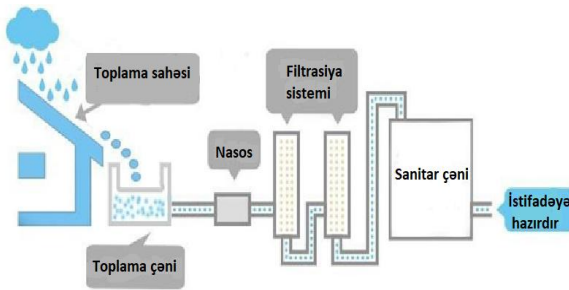 Toplama sahəsi
Filtrasiya
sistemi
Nasos
Sanitar çəni
İstifadəyə
hazırdır
Toplama çəni